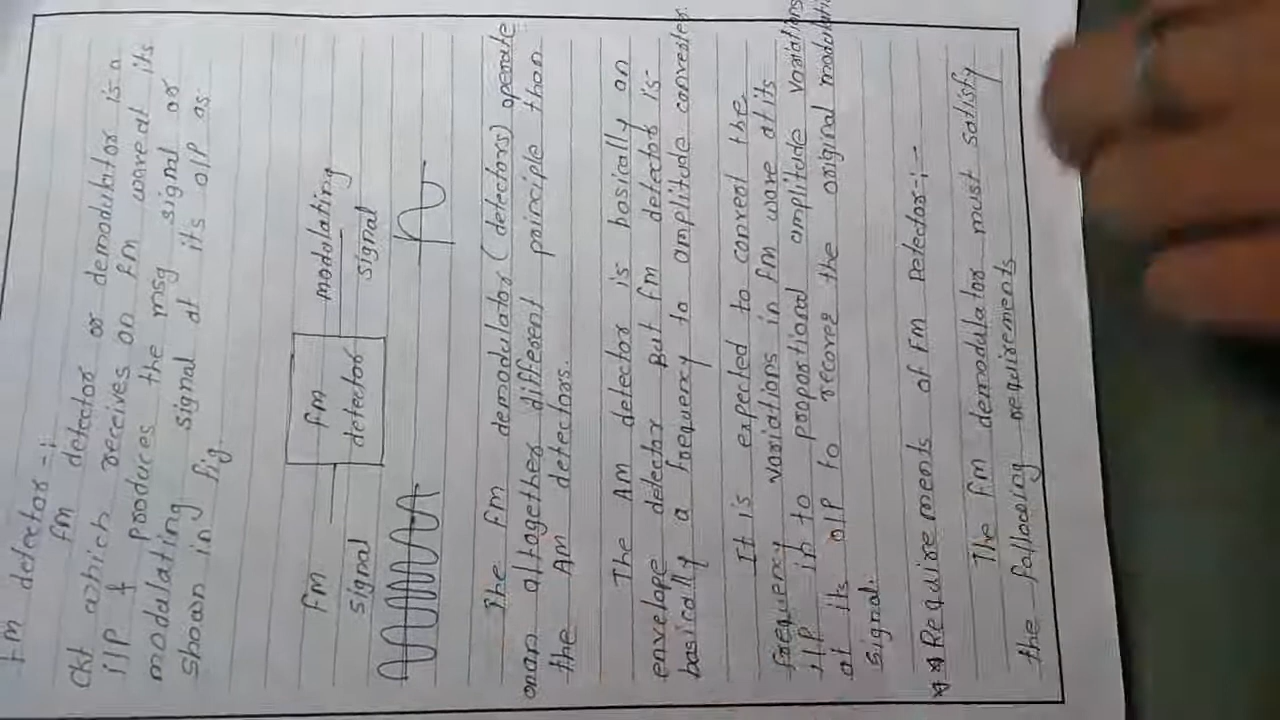 FM detector -:
FM detector or demodulator is a
ckt which receives an FM wave at its
i/P & produces the msg signal or
modulating signal at its o/P as
shown in fig.
FM signal
FM detector
modulating signal
The FM demodulator (detectors) operate
onan altogether different principle than
the AM detectors.
The AM detector is basically an
envelope detector But FM detector is
basically a frequency to amplitude converter.
It is expected to convert the
frequency variations in FM wave at its
i/P in to proportional amplitude variations
at its o/P to recover the original modulating
signal.
Requirements of FM Detector-:-
The FM demodulator must satisfy
the following requirements